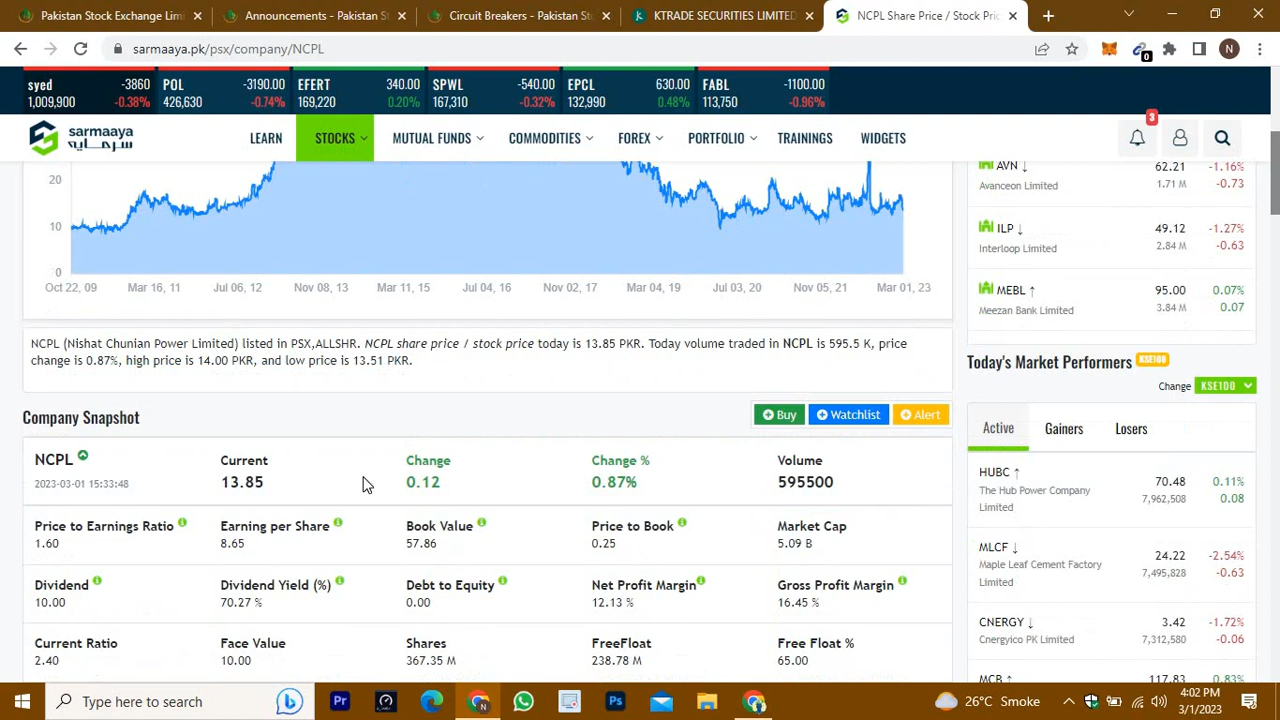 Pakistan Stock Exchange Limi
Announcements - Pakistan St
Circuit Breakers - Pakistan St
KTRADE SECURITIES LIMITED
NCPL Share Price / Stock Pric
sarmaaya.pk/psx/company/NCPL
0
N
syed -3860
1,009,900 -0.38%
POL -3190.00
426,630 -0.74%
EFERT 340.00
169,220 0.20%
SPWL -540.00
167,310 -0.32%
EPCL 630.00
132,990 0.48%
FABL -1100.00
113,750 -0.96%
sarmaaya
سرمایہ
LEARN STOCKS MUTUAL FUNDS COMMODITIES FOREX PORTFOLIO TRAININGS WIDGETS
3
20
10
0
Oct 22, 09 Mar 16, 11 Jul 06, 12 Nov 08, 13 Mar 11, 15 Jul 04, 16 Nov 02, 17 Mar 04, 19 Jul 03, 20 Nov 05, 21 Mar 01, 23
NCPL (Nishat Chunian Power Limited) listed in PSX,ALLSHR. NCPL share price / stock price today is 13.85 PKR. Today volume traded in NCPL is 595.5 K, price
change is 0.87%, high price is 14.00 PKR, and low price is 13.51 PKR.
Company Snapshot
Buy Watchlist Alert
NCPL Current Change Change % Volume
2023-03-01 15:33:48 13.85 0.12 0.87% 595500
Price to Earnings Ratio Earning per Share Book Value Price to Book Market Cap
1.60 8.65 57.86 0.25 5.09 B
Dividend Dividend Yield (%) Debt to Equity Net Profit Margin Gross Profit Margin
10.00 70.27 % 0.00 12.13 % 16.45 %
Current Ratio Face Value Shares FreeFloat Free Float %
2.40 10.00 367.35 M 238.78 M 65.00
AVN ↓ 62.21 -1.16%
Avanceon Limited 1.71 M -0.73
ILP ↓ 49.12 -1.27%
Interloop Limited 2.84 M -0.63
MEBL ↑ 95.00 0.07%
Meezan Bank Limited 3.84 M 0.07
Today's Market Performers KSE100
Change KSE100
Active Gainers Losers
HUBC ↑ 70.48 0.11%
The Hub Power Company 7,962,508 0.08
Limited
MLCF ↓ 24.22 -2.54%
Maple Leaf Cement Factory 7,495,828 -0.63
Limited
CNERGY ↓ 3.42 -1.72%
Cnergyico PK Limited 7,312,580 -0.06
MCB ↑ 117.83 0.83%
Type here to search
Pr
Ps
26°C Smoke
4:02 PM
3/1/2023